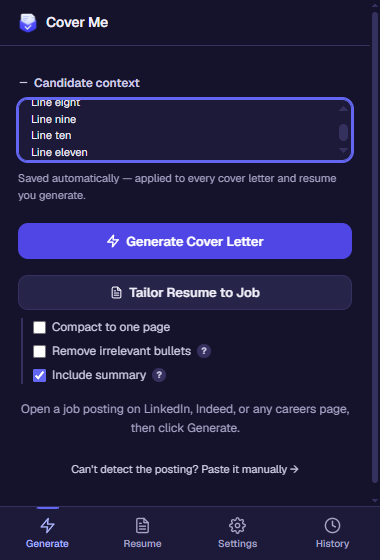 Cover Me
– Candidate context
Line eight
Line nine
Line ten
Line eleven
Saved automatically — applied to every cover letter and resume
you generate.
Generate Cover Letter
Tailor Resume to Job
Compact to one page
Remove irrelevant bullets ?
Include summary ?
Open a job posting on LinkedIn, Indeed, or any careers page,
then click Generate.
Can't detect the posting? Paste it manually →
Generate Resume Settings History